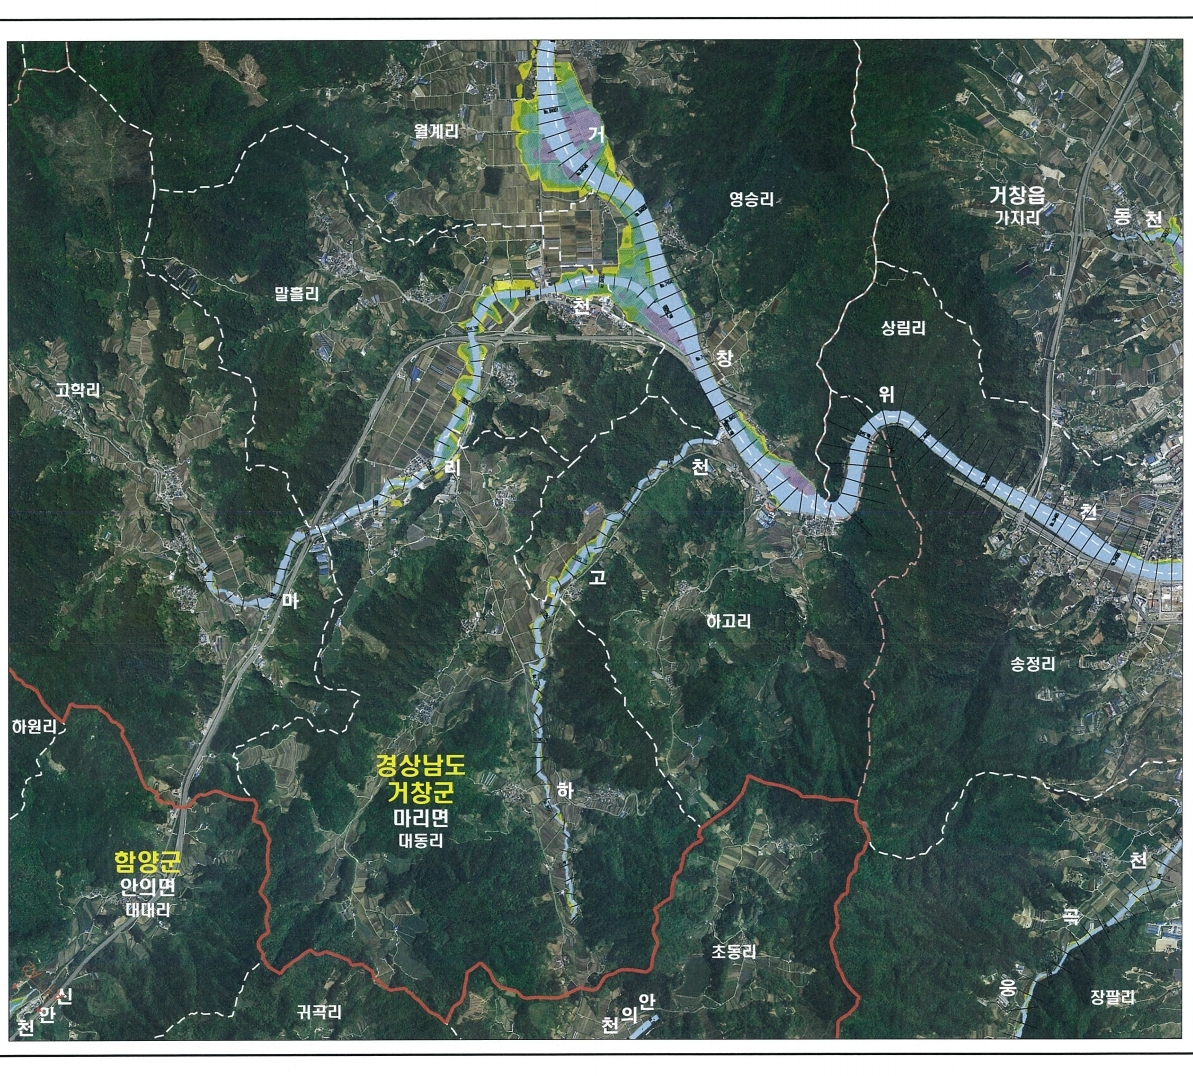 월계리
거
영승리
거창읍
가지리
동 천
말흘리
천
상림리
창
고학리
위
리
천
천
고
마
하고리
송정리
하원리
경상남도
거창군
마리면
대동리
하
함양군
안의면
대대리
천
곡
초동리
웅
장팔리
신
안
천
귀곡리
안
의
천